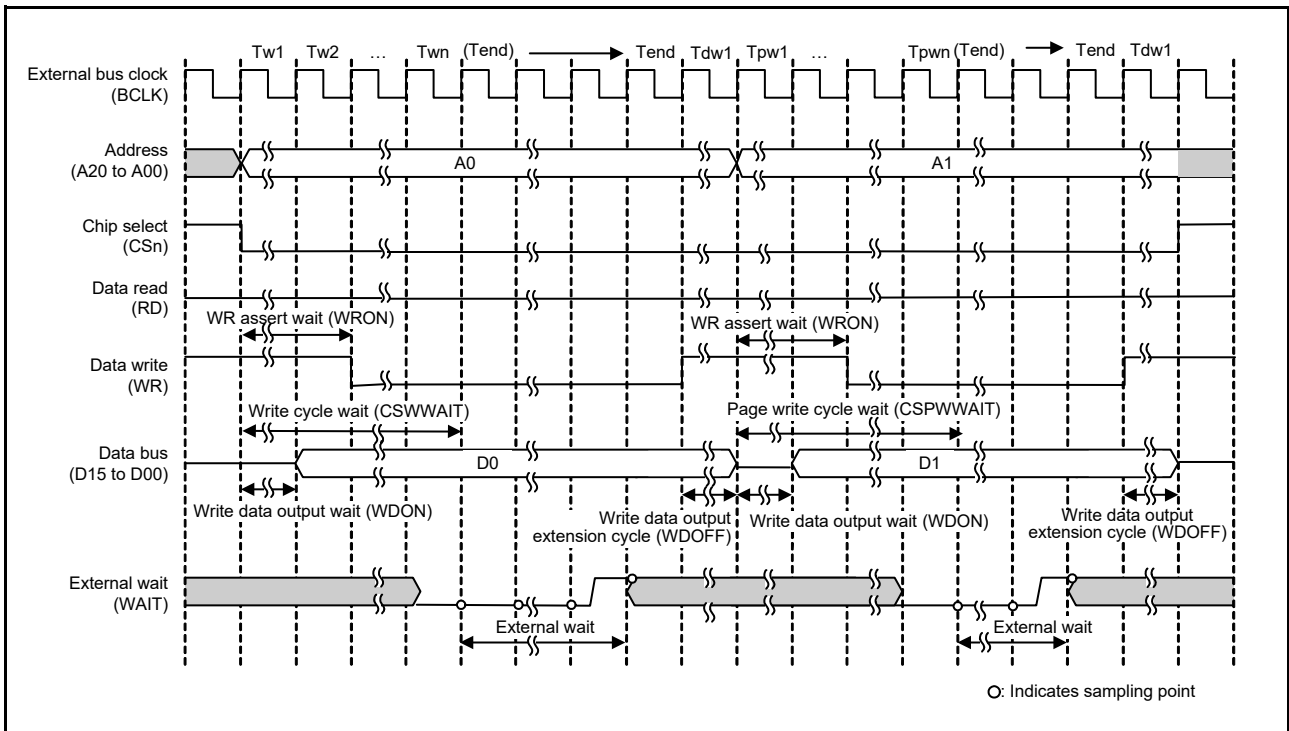 Tw1 Tw2 … Twn (Tend) Tend Tdw1 Tpw1 … Tpwn (Tend) Tend Tdw1
External bus clock
(BCLK)
Address
(A20 to A00)
A0 A1
Chip select
(CSn)
Data read
(RD)
WR assert wait (WRON) WR assert wait (WRON)
Data write
(WR)
Write cycle wait (CSWWAIT) Page write cycle wait (CSPWWAIT)
Data bus
(D15 to D00)
D0 D1
Write data output wait (WDON) Write data output
extension cycle (WDOFF) Write data output wait (WDON) Write data output
extension cycle (WDOFF)
External wait
(WAIT)
External wait External wait
O: Indicates sampling point